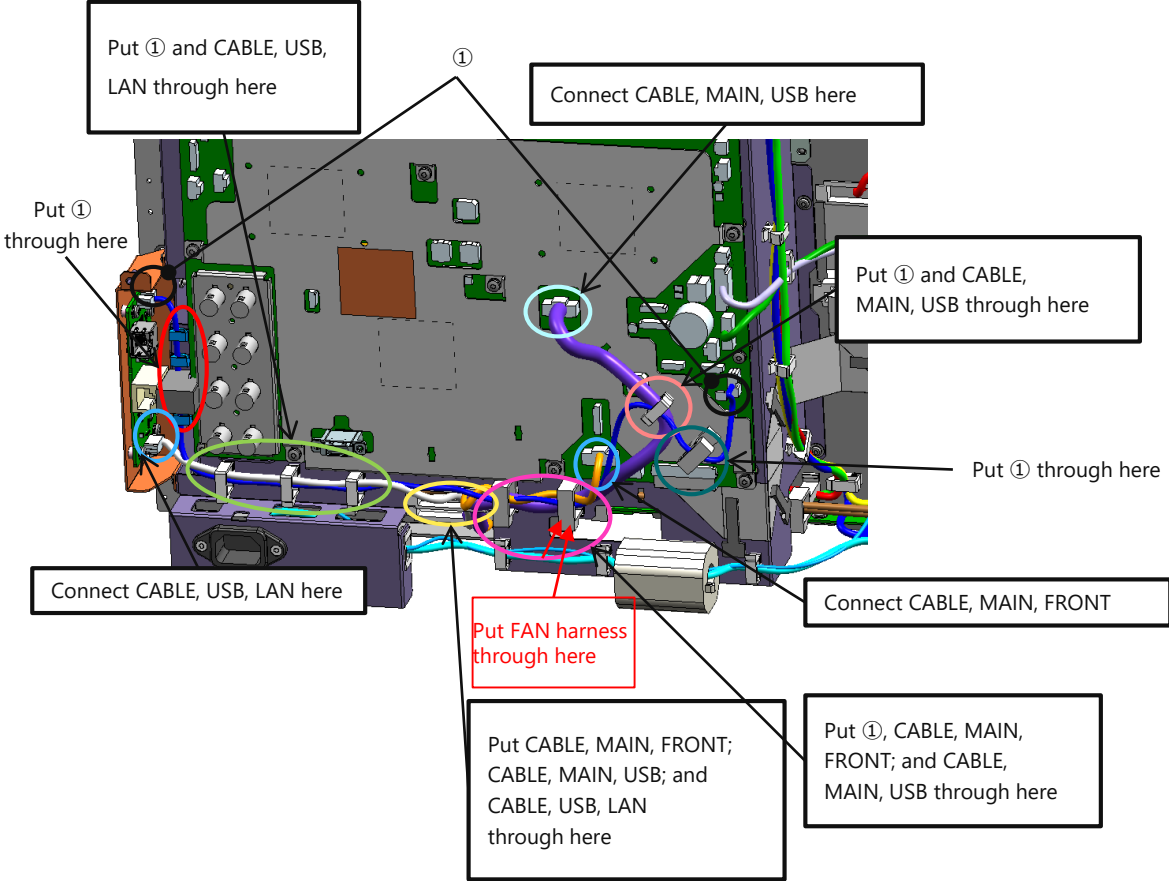 Put ① and CABLE, USB,
LAN through here
①
Connect CABLE, MAIN, USB here
Put ①
through here
Put ① and CABLE,
MAIN, USB through here
Put ① through here
Connect CABLE, USB, LAN here
Connect CABLE, MAIN, FRONT
Put FAN harness
through here
Put CABLE, MAIN, FRONT;
CABLE, MAIN, USB; and
CABLE, USB, LAN
through here
Put ①, CABLE, MAIN,
FRONT; and CABLE,
MAIN, USB through here